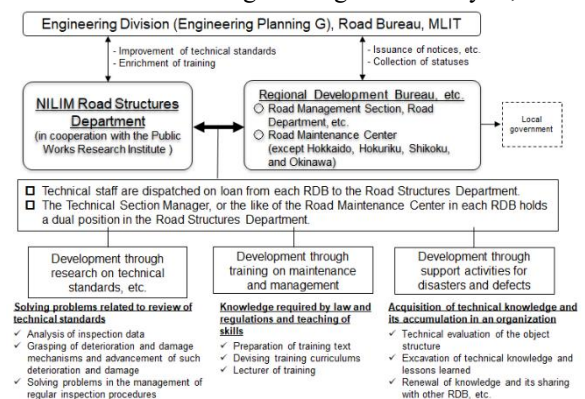 Engineering Division (Engineering Planning G), Road Bureau, MLIT
- Improvement of technical standards
- Enrichment of training
- Issuance of notices, etc.
- Collection of statuses
NILIM Road Structures
Department
(in cooperation with the Public
Works Research Institute )
Regional Development Bureau, etc.
○ Road Management Section, Road
Department, etc.
○ Road Maintenance Center
(except Hokkaido, Hokuriku, Shikoku,
and Okinawa)
Local
government
□ Technical staff are dispatched on loan from each RDB to the Road Structures Department.
□ The Technical Section Manager, or the like of the Road Maintenance Center in each RDB holds
a dual position in the Road Structures Department.
Development through
research on technical
standards, etc.
Solving problems related to review of
technical standards
✓ Analysis of inspection data
✓ Grasping of deterioration and damage
mechanisms and advancement of such
deterioration and damage
✓ Solving problems in the management of
regular inspection procedures
Development through
training on maintenance
and management
Knowledge required by law and
regulations and teaching of
skills
✓ Preparation of training text
✓ Devising training curriculums
✓ Lecturer of training
Development through
support activities for
disasters and defects
Acquisition of technical knowledge and
its accumulation in an organization
✓ Technical evaluation of the object
structure
✓ Excavation of technical knowledge and
lessons learned
✓ Renewal of knowledge and its sharing
with other RDB, etc.